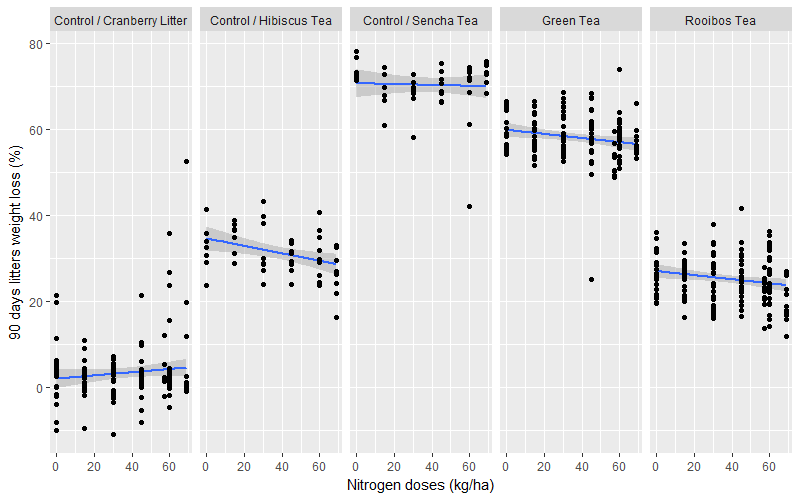 Control / Cranberry Litter Control / Hibiscus Tea Control / Sencha Tea Green Tea Rooibos Tea
80
60
40
20
0
90 days litters weight loss (%)
0 20 40 60 0 20 40 60 0 20 40 60 0 20 40 60 0 20 40 60
Nitrogen doses (kg/ha)